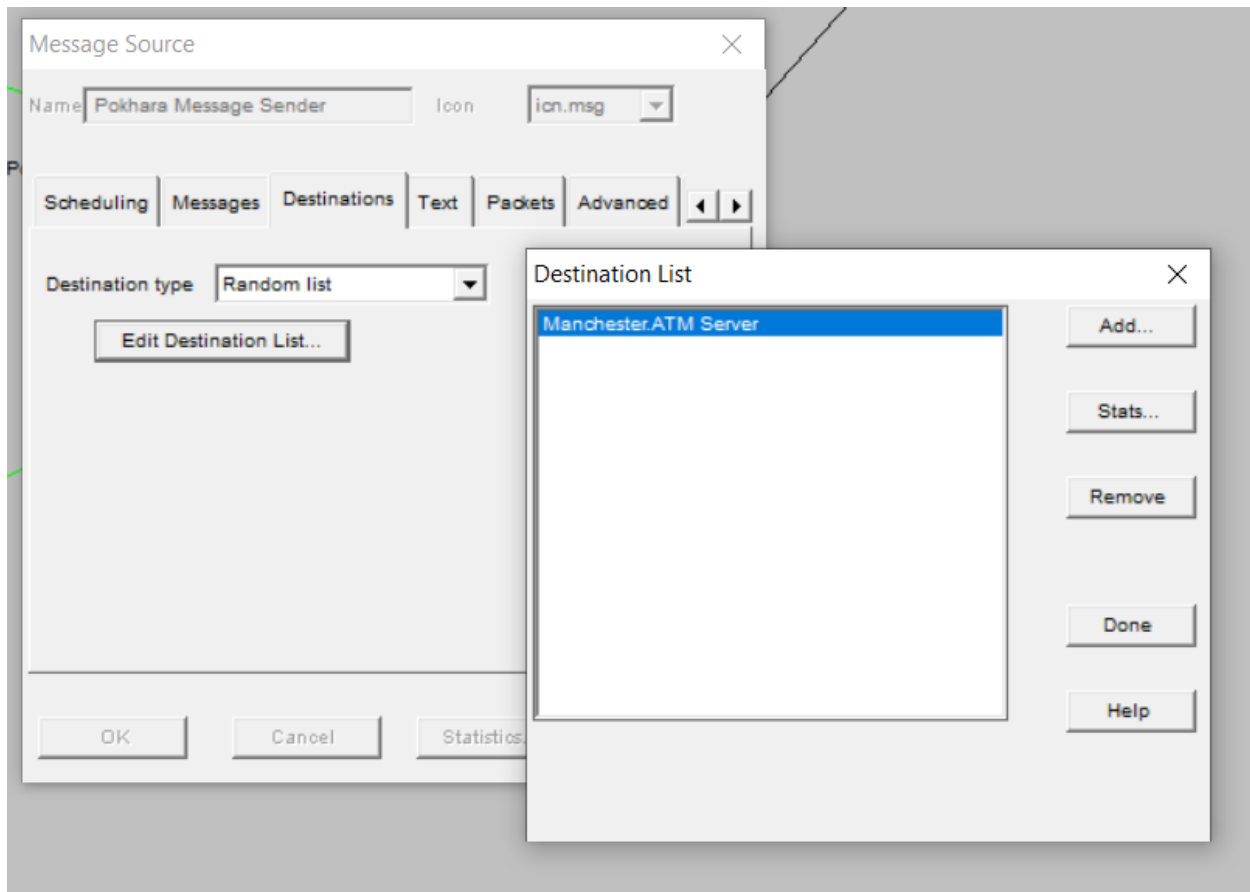 Message Source
Name Pokhara Message Sender Icon icn.msg
Scheduling Messages Destinations Text Packets Advanced
Destination type Random list
Edit Destination List...
OK Cancel Statistics.
Destination List
Manchester.ATM Server
Add...
Stats...
Remove
Done
Help